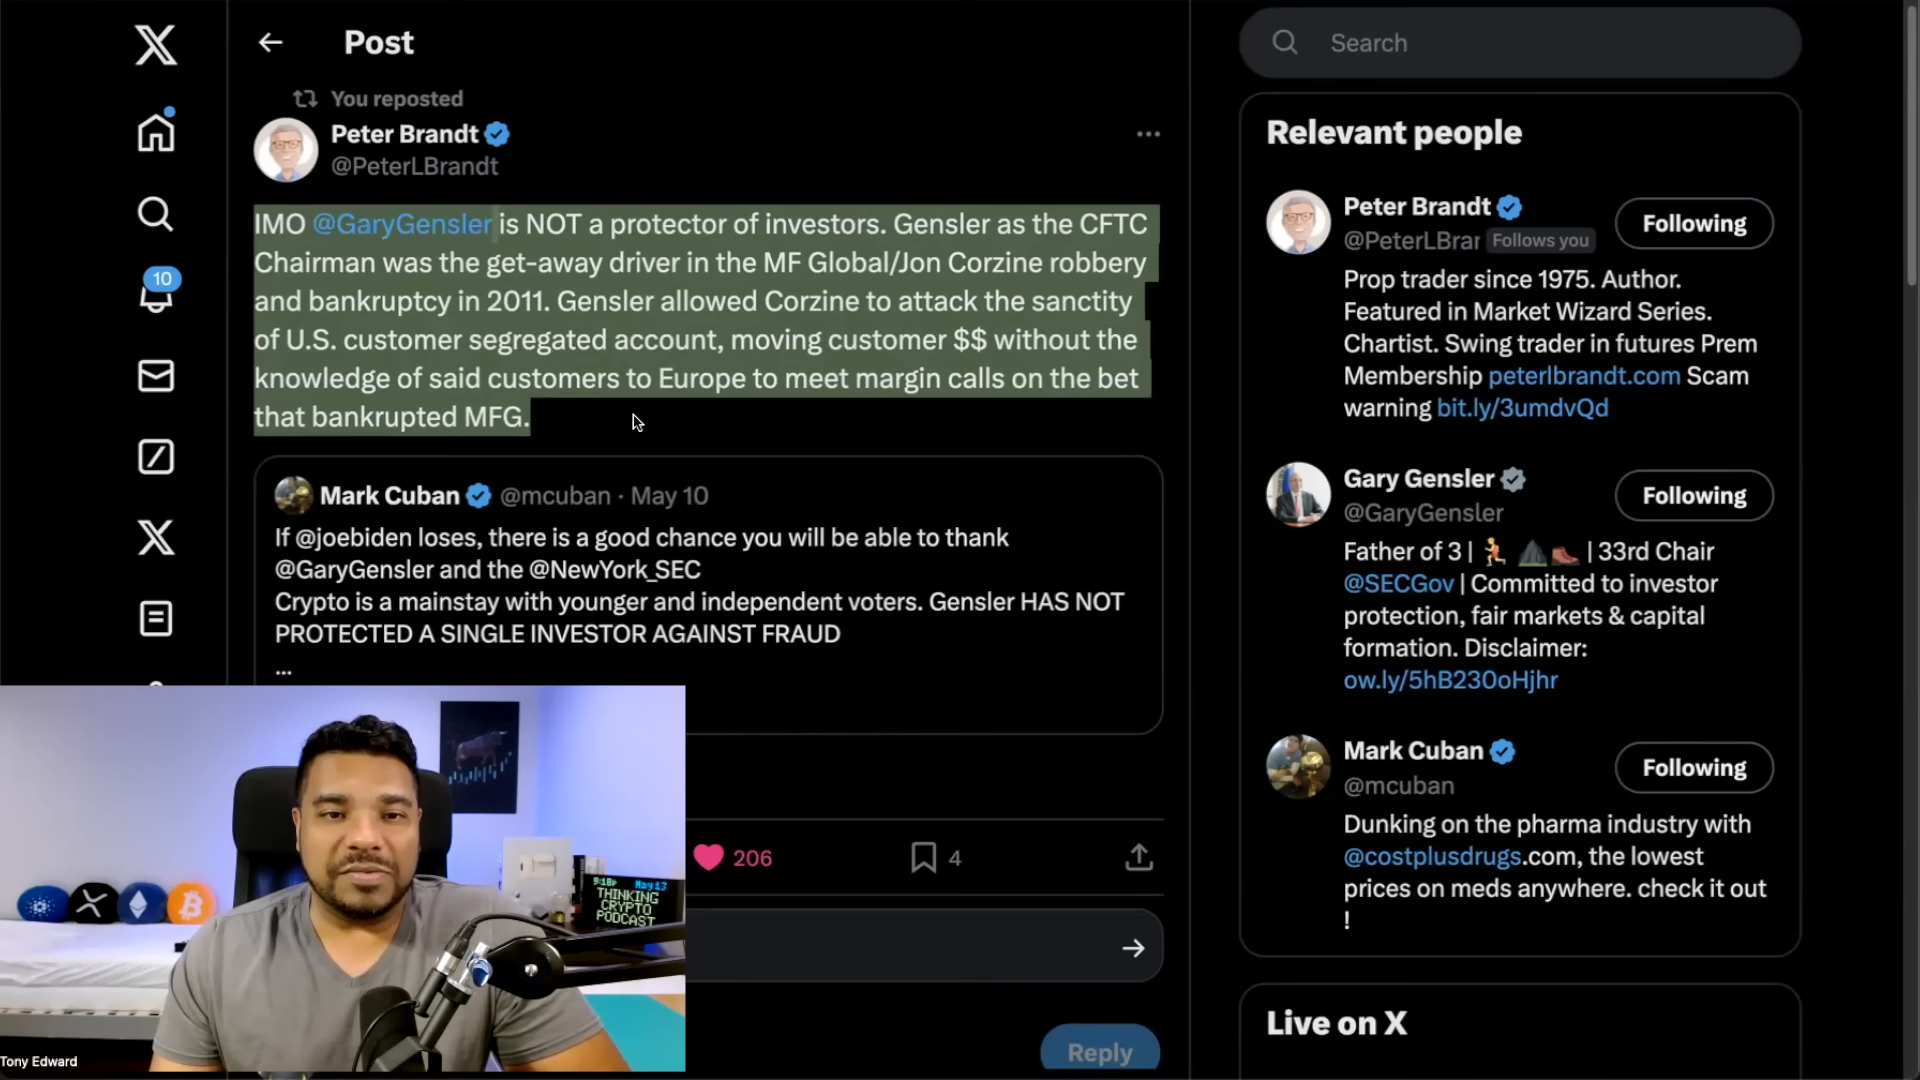 Post
Search
You reposted
Peter Brandt
@PeterLBrandt
IMO @GaryGensler is NOT a protector of investors. Gensler as the CFTC
Chairman was the get-away driver in the MF Global/Jon Corzine robbery
and bankruptcy in 2011. Gensler allowed Corzine to attack the sanctity
of U.S. customer segregated account, moving customer $$ without the
knowledge of said customers to Europe to meet margin calls on the bet
that bankrupted MFG.
10
Mark Cuban @mcuban · May 10
If @joebiden loses, there is a good chance you will be able to thank
@GaryGensler and the @NewYork_SEC
Crypto is a mainstay with younger and independent voters. Gensler HAS NOT
PROTECTED A SINGLE INVESTOR AGAINST FRAUD
...
206
4
Reply
Relevant people
Peter Brandt
Following
@PeterLBrar Follows you
Prop trader since 1975. Author.
Featured in Market Wizard Series.
Chartist. Swing trader in futures Prem
Membership peterlbrandt.com Scam
warning bit.ly/3umdvQd
Gary Gensler
Following
@GaryGensler
Father of 3 | | 33rd Chair
@SECGov | Committed to investor
protection, fair markets & capital
formation. Disclaimer:
ow.ly/5hB230oHjhr
Mark Cuban
Following
@mcuban
Dunking on the pharma industry with
@costplusdrugs.com, the lowest
prices on meds anywhere. check it out
!
Live on X
9:18P May 13
THINKING
CRYPTO
PODCAST
Tony Edward